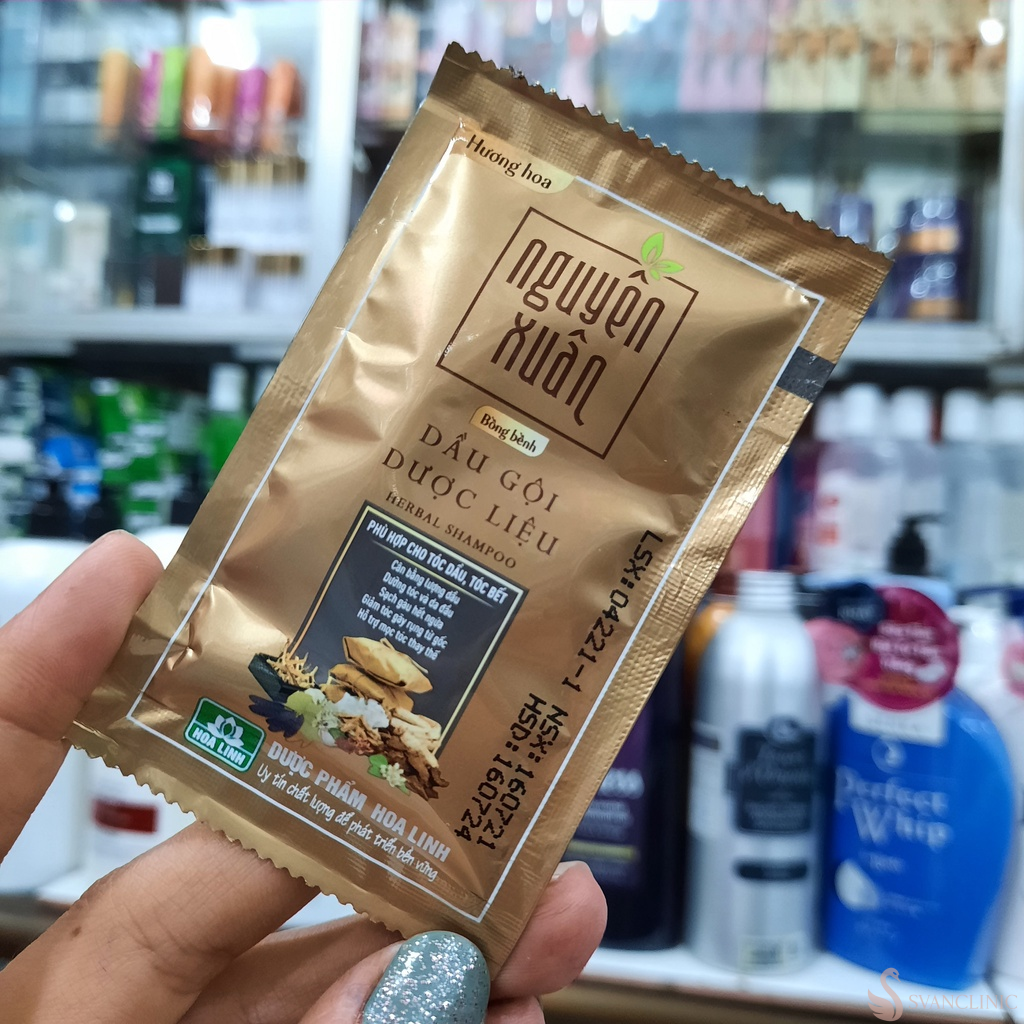 Hương hoa
nguyên
xuân
Bồng bềnh
DẦU GỘI
DƯỢC LIỆU
HERBAL SHAMPOO
PHÙ HỢP CHO TÓC DẦU, TÓC BẾT
Cân bằng lượng dầu
Dưỡng tóc và da đầu
Sạch gàu hết ngứa
Giảm tóc gãy rụng từ gốc
Hỗ trợ mọc tóc thay thế
HOA LINH
DƯỢC PHẨM HOA LINH
Uy tín chất lượng để phát triển bền vững
LSX:04221-1 NSX:160721
HSD:160724
Perfect
Whip
SVANCLINIC